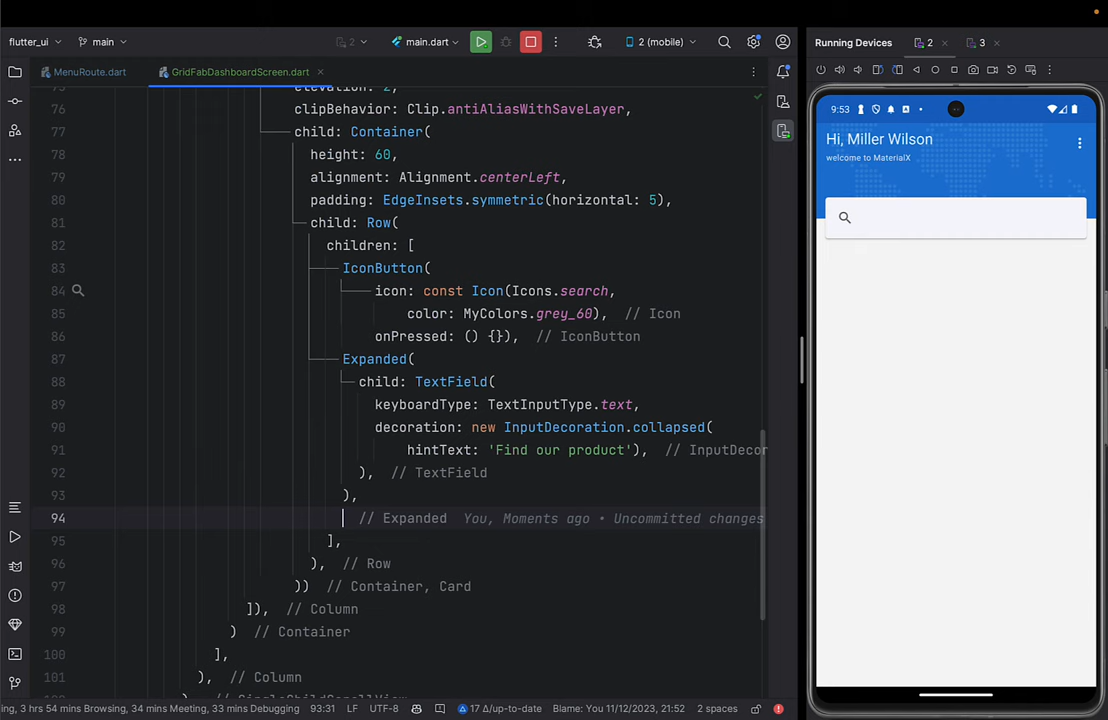 flutter_ui
main
2
main.dart
2 (mobile)
Running Devices
2
3
MenuRoute.dart
GridFabDashboardScreen.dart
elevation: 2,
76 clipBehavior: Clip.antiAliasWithSaveLayer,
77 child: Container(
78 height: 60,
79 alignment: Alignment.centerLeft,
80 padding: EdgeInsets.symmetric(horizontal: 5),
81 child: Row(
82 children: [
83 IconButton(
84 icon: const Icon(Icons.search,
85 color: MyColors.grey_60), // Icon
86 onPressed: () {}), // IconButton
87 Expanded(
88 child: TextField(
89 keyboardType: TextInputType.text,
90 decoration: new InputDecoration.collapsed(
91 hintText: 'Find our product'), // InputDecor
92 ), // TextField
93 ),
94 // Expanded You, Moments ago • Uncommitted changes
95 ],
96 ), // Row
97 )) // Container, Card
98 ]), // Column
99 ) // Container
100 ],
101 ), // Column
) // SingleChildScrollView
9:53
Hi, Miller Wilson
welcome to MaterialX
ing, 3 hrs 54 mins Browsing, 34 mins Meeting, 33 mins Debugging
93:31
LF
UTF-8
17 Δ/up-to-date
Blame: You 11/12/2023, 21:52
2 spaces